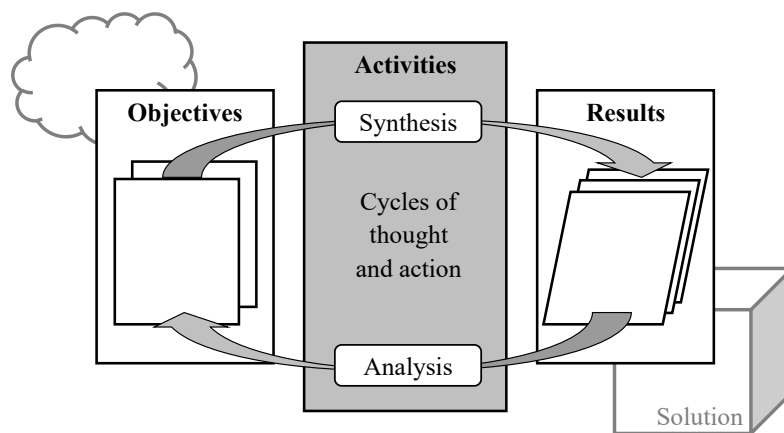 Activities
Objectives
Results
Synthesis
Cycles of
thought
and action
Analysis
Solution